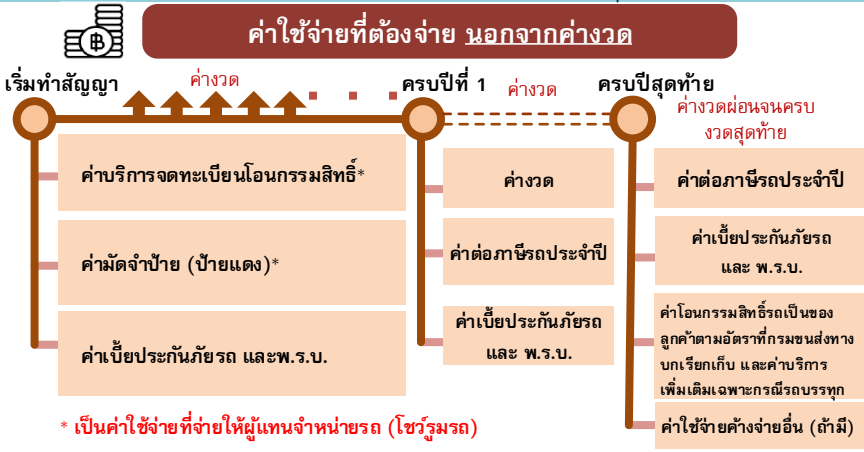 ค่าใช้จ่ายที่ต้องจ่าย นอกจากค่างวด
เริ่มทำสัญญา
ค่างวด
ครบปีที่ 1
ค่างวด
ครบปีสุดท้าย
ค่างวดผ่อนจนครบ
งวดสุดท้าย
ค่าบริการจดทะเบียนโอนกรรมสิทธิ์*
ค่ามัดจำป้าย (ป้ายแดง)*
ค่าเบี้ยประกันภัยรถ และพ.ร.บ.
ค่างวด
ค่าต่อภาษีรถประจำปี
ค่าเบี้ยประกันภัยรถ
และ พ.ร.บ.
ค่าต่อภาษีรถประจำปี
ค่าเบี้ยประกันภัยรถ
และ พ.ร.บ.
ค่าโอนกรรมสิทธิ์รถเป็นของ
ลูกค้าตามอัตราที่กรมขนส่งทาง
บกเรียกเก็บ และค่าบริการ
เพิ่มเติมเฉพาะกรณีรถบรรทุก
ค่าใช้จ่ายค้างจ่ายอื่น (ถ้ามี)
* เป็นค่าใช้จ่ายที่จ่ายให้ผู้แทนจำหน่ายรถ (โชว์รูมรถ)